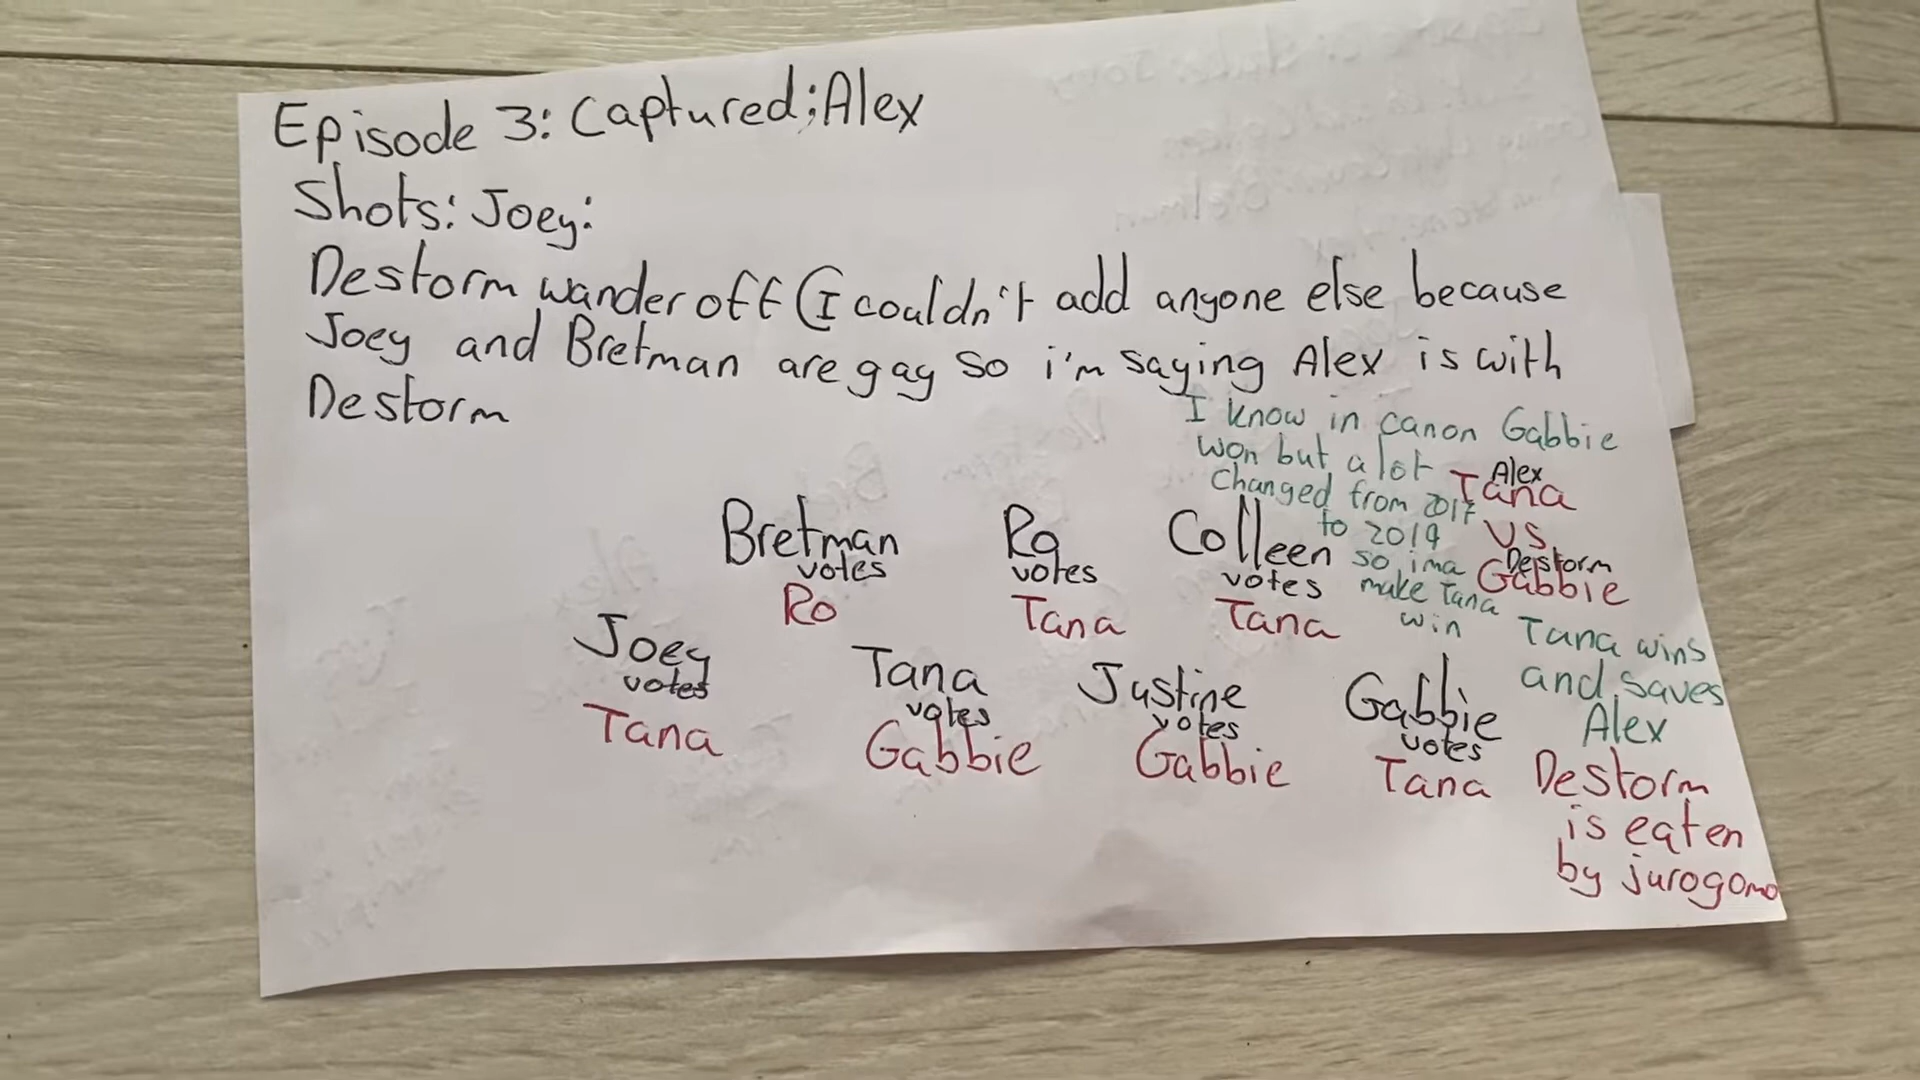 Episode 3: Captured: Alex
Shots: Joey:
Destorm wander off (I couldn't add anyone else because
Joey and Bretman are gay so i'm saying Alex is with
Destorm
I know in canon Gabbie
won but a lot
changed from 2017
to 2019
so ima
make Tana
win
Alex
Tana
VS
Destorm
Gabbie
Tana wins
and saves
Alex
Destorm
is eaten
by jurogomo
Bretman
votes
Ro
Ro
votes
Tana
Colleen
votes
Tana
Joey
votes
Tana
Tana
votes
Gabbie
Justine
votes
Gabbie
Gabbie
votes
Tana